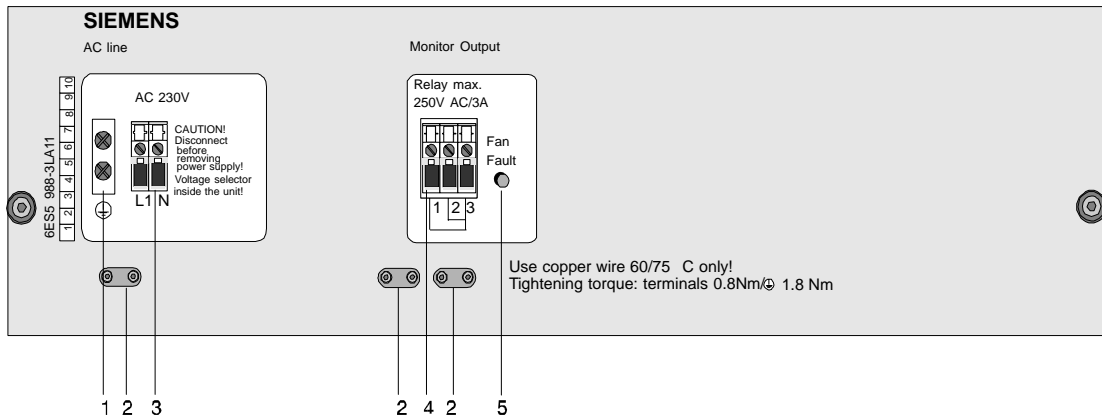 SIEMENS
AC line
Monitor Output
6ES5 988-3LA11
1 2 3 4 5 6 7 8 9 10
AC 230V
CAUTION!
Disconnect
before
removing
power supply!
Voltage selector
inside the unit!
L1 N
Relay max.
250V AC/3A
Fan
Fault
1 2 3
Use copper wire 60/75 C only!
Tightening torque: terminals 0.8Nm/⏚ 1.8 Nm
1 2 3 2 4 2 5